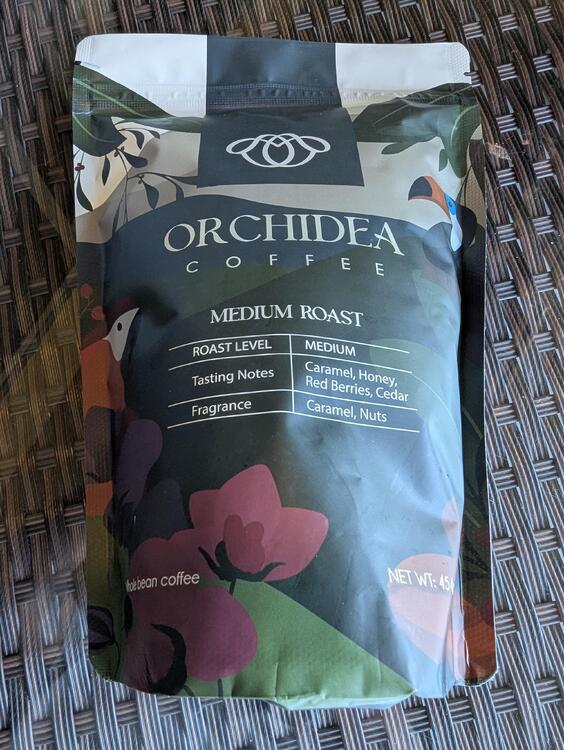 ORCHIDEA
COFFEE
MEDIUM ROAST
ROAST LEVEL MEDIUM
Tasting Notes Caramel, Honey,
Red Berries, Cedar
Fragrance Caramel, Nuts
bean coffee
NET WT: